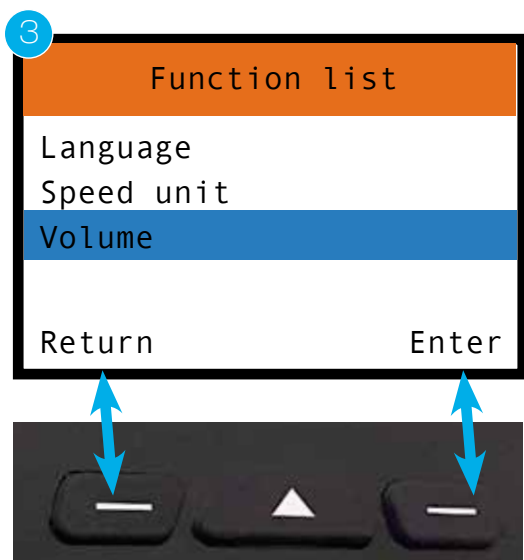 3
Function list
Language
Speed unit
Volume
Return Enter